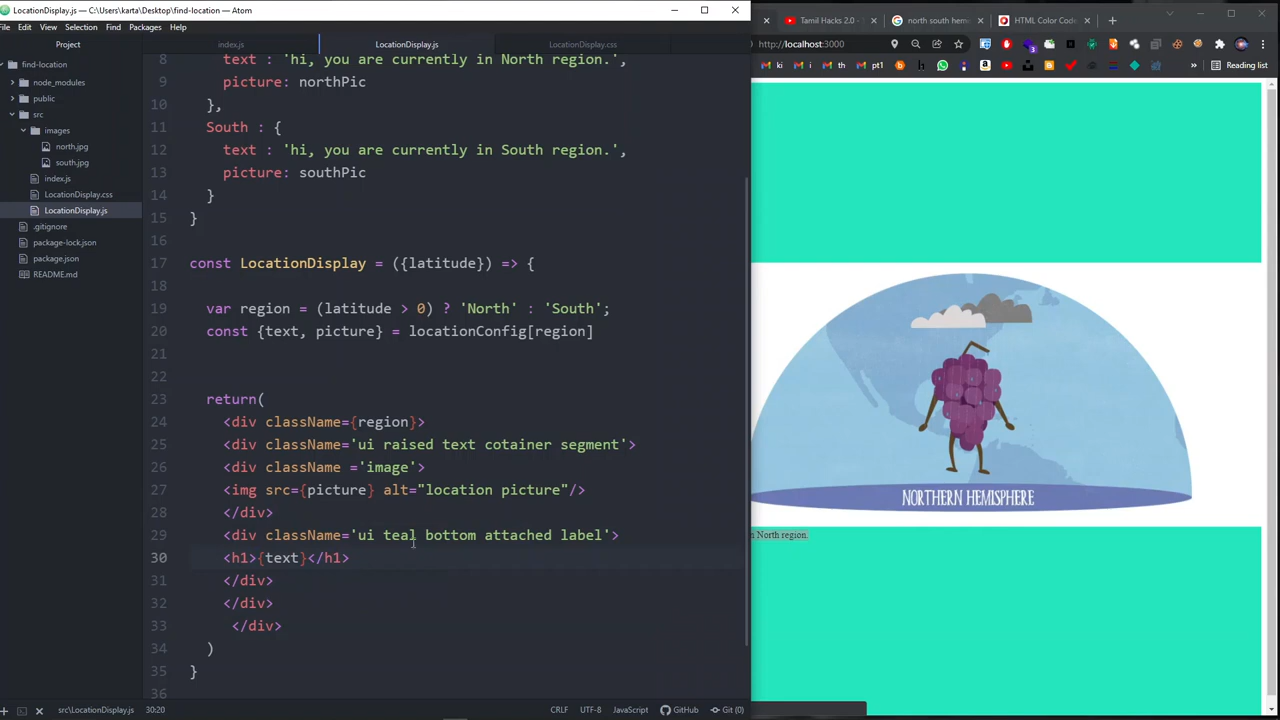 LocationDisplay.js — C:\Users\karta\Desktop\find-location — Atom
File Edit View Selection Find Packages Help
Project
find-location
node_modules
public
src
images
north.jpg
south.jpg
index.js
LocationDisplay.css
LocationDisplay.js
.gitignore
package-lock.json
package.json
README.md
index.js LocationDisplay.js LocationDisplay.css
8 text : 'hi, you are currently in North region.',
9 picture: northPic
10 },
11 South : {
12 text : 'hi, you are currently in South region.',
13 picture: southPic
14 }
15 }
16
17 const LocationDisplay = ({latitude}) => {
18
19 var region = (latitude > 0) ? 'North' : 'South';
20 const {text, picture} = locationConfig[region]
21
22
23 return(
24 <div className={region}>
25 <div className='ui raised text cotainer segment'>
26 <div className ='image'>
27 <img src={picture} alt="location picture"/>
28 </div>
29 <div className='ui teal bottom attached label'>
30 <h1>{text}</h1>
31 </div>
32 </div>
33 </div>
34 )
35 }
36
src\LocationDisplay.js 30:20 CRLF UTF-8 JavaScript GitHub Git (0)
Tamil Hacks 2.0 - north south hem HTML Color Code
http://localhost:3000
ki i th pt1 » Reading list
NORTHERN HEMISPHERE
n North region.